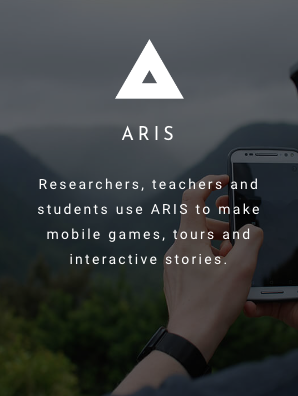 ARIS
Researchers, teachers and
students use ARIS to make
mobile games, tours and
interactive stories.